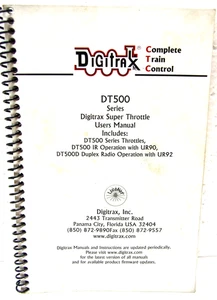 DIGITRAX Complete
Train
Control
DT500
Series
Digitrax Super Throttle
Users Manual
Includes:
DT500 Series Throttles,
DT500 IR Operation with UR90,
DT500D Duplex Radio Operation with UR92
Digitrax, Inc.
2443 Transmitter Road
Panama City, Florida USA 32404
(850) 872-9890Fax (850) 872-9557
www.digitrax.com
Digitrax Manuals and Instructions are updated periodically.
Please visit www.digitrax.com
for the latest version of all manuals
and for available product firmware updates.